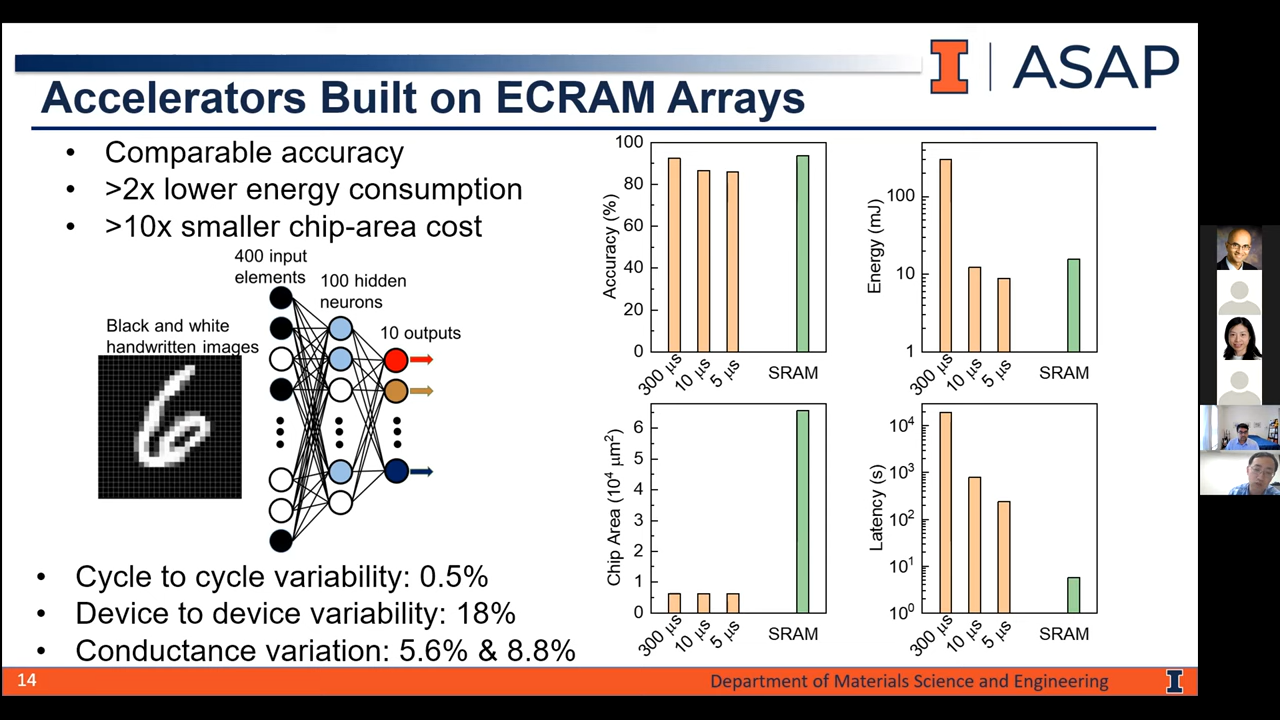 I ASAP
Accelerators Built on ECRAM Arrays
• Comparable accuracy
• >2x lower energy consumption
• >10x smaller chip-area cost
400 input
elements
100 hidden
neurons
10 outputs
Black and white
handwritten images
• Cycle to cycle variability: 0.5%
• Device to device variability: 18%
• Conductance variation: 5.6% & 8.8%
Accuracy (%)
100
80
60
40
20
0
300 μs
10 μs
5 μs
SRAM
Energy (mJ)
100
10
1
300 μs
10 μs
5 μs
SRAM
Chip Area (10⁴ μm²)
6
5
4
3
2
1
0
300 μs
10 μs
5 μs
SRAM
Latency (s)
10⁴
10³
10²
10¹
10⁰
300 μs
10 μs
5 μs
SRAM
14
Department of Materials Science and Engineering
I